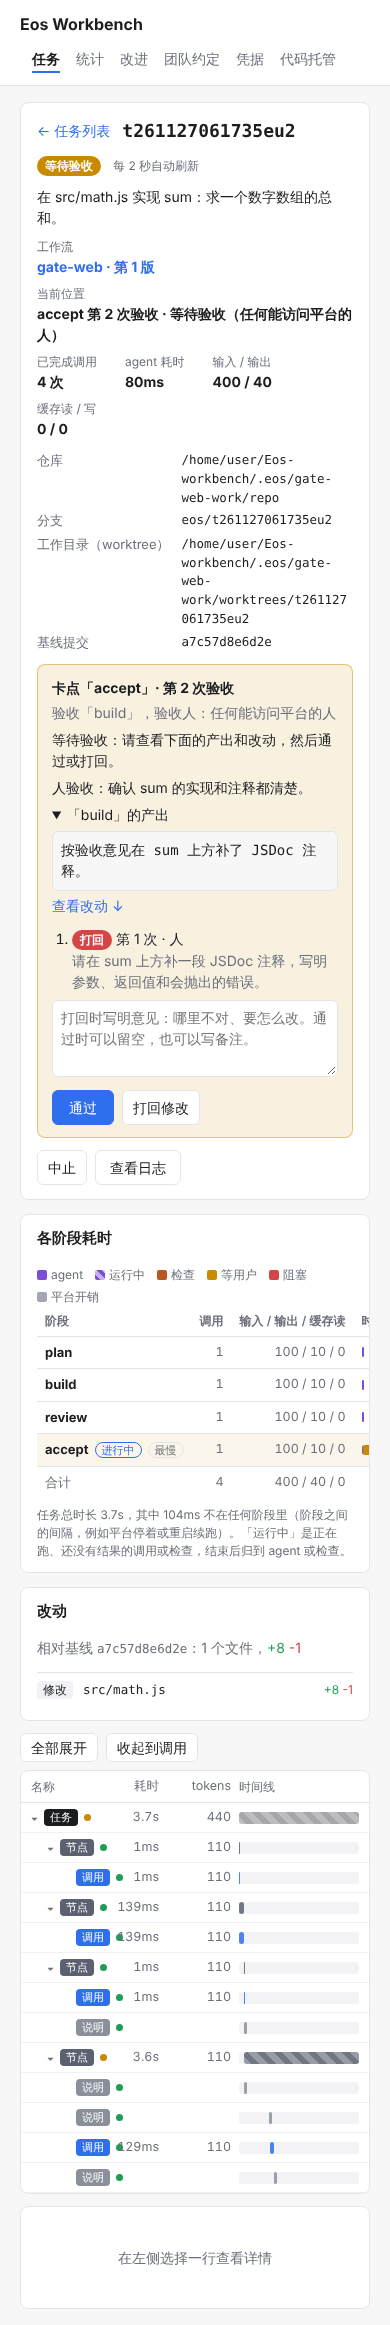 Eos Workbench
任务 统计 改进 团队约定 凭据 代码托管
← 任务列表 t261127061735eu2
等待验收 每 2 秒自动刷新
在 src/math.js 实现 sum：求一个数字数组的总
和。
工作流
gate-web · 第 1 版
当前位置
accept 第 2 次验收 · 等待验收（任何能访问平台的
人）
已完成调用 agent 耗时 输入 / 输出
4 次 80ms 400 / 40
缓存读 / 写
0 / 0
仓库 /home/user/Eos-
workbench/.eos/gate-
web-work/repo
分支 eos/t261127061735eu2
工作目录（worktree） /home/user/Eos-
workbench/.eos/gate-
web-
work/worktrees/t261127
061735eu2
基线提交 a7c57d8e6d2e
卡点「accept」· 第 2 次验收
验收「build」，验收人：任何能访问平台的人
等待验收：请查看下面的产出和改动，然后通
过或打回。
人验收：确认 sum 的实现和注释都清楚。
▼ 「build」的产出
按验收意见在 sum 上方补了 JSDoc 注
释。
查看改动 ↓
1. 打回 第 1 次 · 人
请在 sum 上方补一段 JSDoc 注释，写明
参数、返回值和会抛出的错误。
打回时写明意见：哪里不对、要怎么改。通
过时可以留空，也可以写备注。
通过 打回修改
中止 查看日志
各阶段耗时
agent 运行中 检查 等用户 阻塞
平台开销
阶段 调用 输入 / 输出 / 缓存读
plan 1 100 / 10 / 0
build 1 100 / 10 / 0
review 1 100 / 10 / 0
accept 进行中 最慢 1 100 / 10 / 0
合计 4 400 / 40 / 0
任务总时长 3.7s，其中 104ms 不在任何阶段里（阶段之间
的间隔，例如平台停着或重启续跑）。「运行中」是正在
跑、还没有结果的调用或检查，结束后归到 agent 或检查。
改动
相对基线 a7c57d8e6d2e：1 个文件，+8 -1
修改 src/math.js +8 -1
全部展开 收起到调用
名称 耗时 tokens 时间线
任务 3.7s 440
节点 1ms 110
调用 1ms 110
节点 139ms 110
调用 139ms 110
节点 1ms 110
调用 1ms 110
说明
节点 3.6s 110
说明
说明
调用 129ms 110
说明
在左侧选择一行查看详情